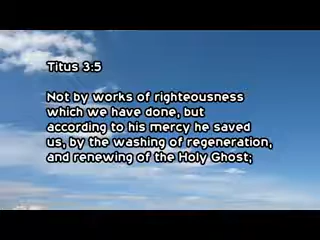 Titus 3:5
Not by works of righteousness
which we have done, but
according to his mercy he saved
us, by the washing of regeneration,
and renewing of the Holy Ghost;